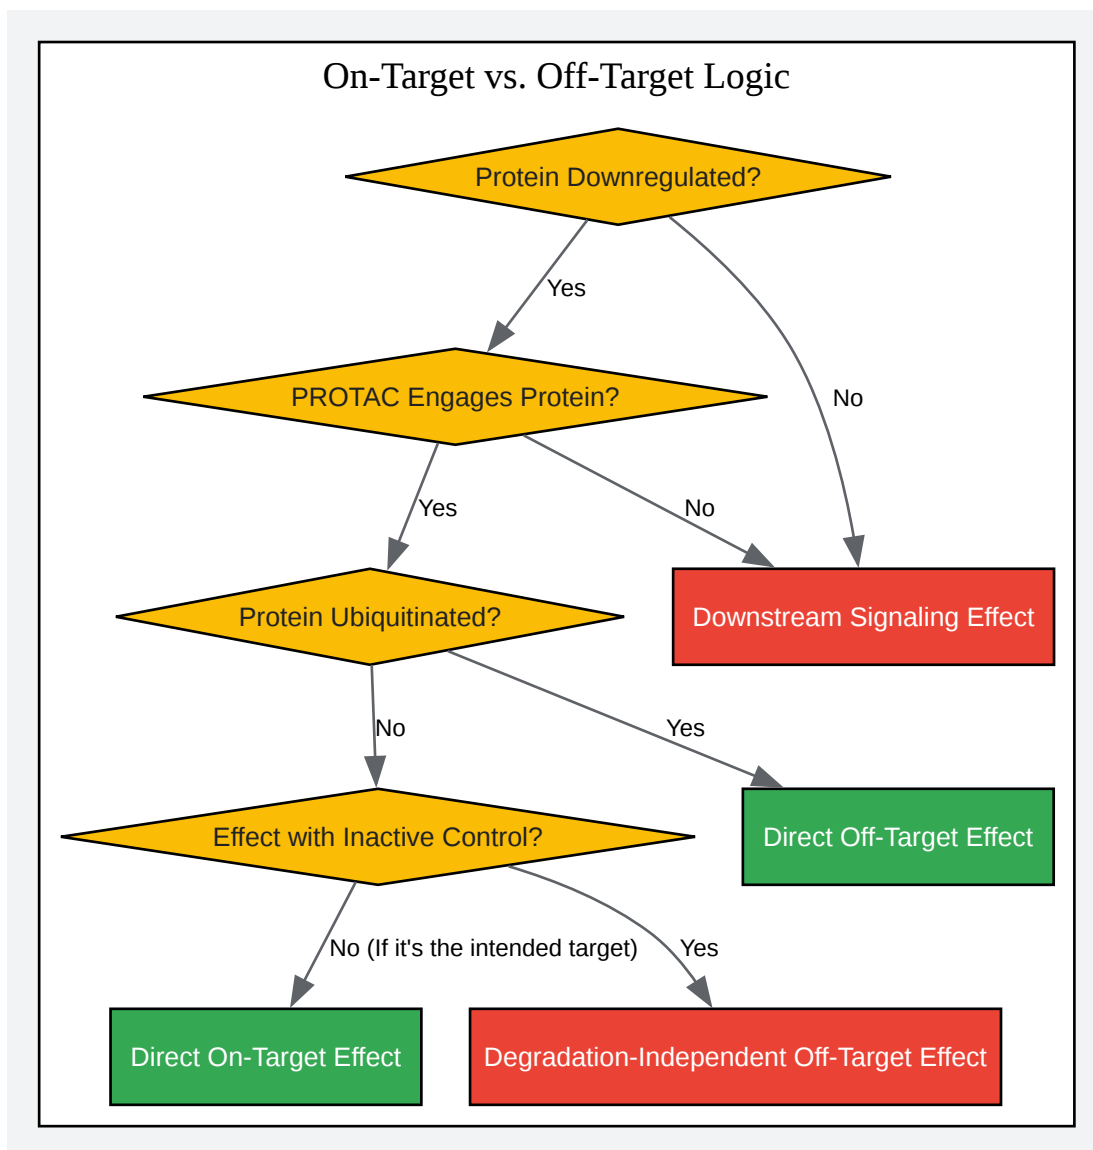 On-Target vs. Off-Target Logic
Protein Downregulated?
Yes
PROTAC Engages Protein?
No
Yes
No
Protein Ubiquitinated?
Downstream Signaling Effect
No
Yes
Effect with Inactive Control?
Direct Off-Target Effect
No (If it's the intended target)
Yes
Direct On-Target Effect
Degradation-Independent Off-Target Effect